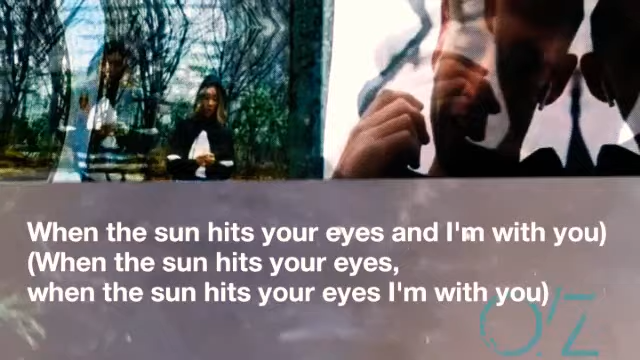 When the sun hits your eyes and I'm with you)
(When the sun hits your eyes,
when the sun hits your eyes I'm with you)
O/Z